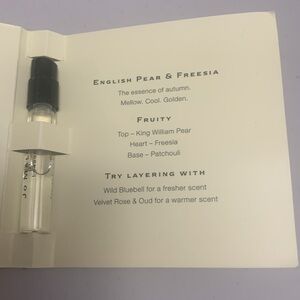 English Pear & Freesia
The essence of autumn.
Mellow. Cool. Golden.
Fruity
Top – King William Pear
Heart – Freesia
Base – Patchouli
Try layering with
Wild Bluebell for a fresher scent
Velvet Rose & Oud for a warmer scent